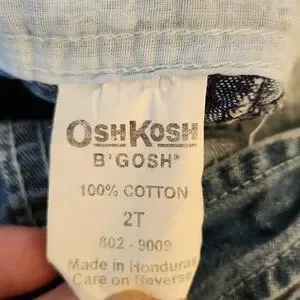 OSHKOSH
B'GOSH®
100% COTTON
2T
802 - 9009
Made in Honduras
Care on Reverse